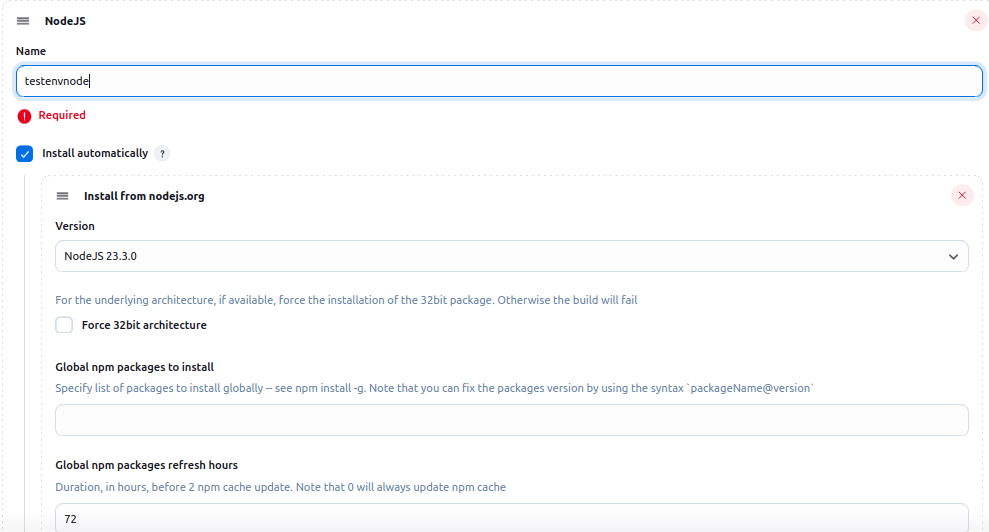 NodeJS
Name
testenvnode
Required
Install automatically ?
Install from nodejs.org
Version
NodeJS 23.3.0
For the underlying architecture, if available, force the installation of the 32bit package. Otherwise the build will fail
Force 32bit architecture
Global npm packages to install
Specify list of packages to install globally -- see npm install -g. Note that you can fix the packages version by using the syntax `packageName@version`
Global npm packages refresh hours
Duration, in hours, before 2 npm cache update. Note that 0 will always update npm cache
72